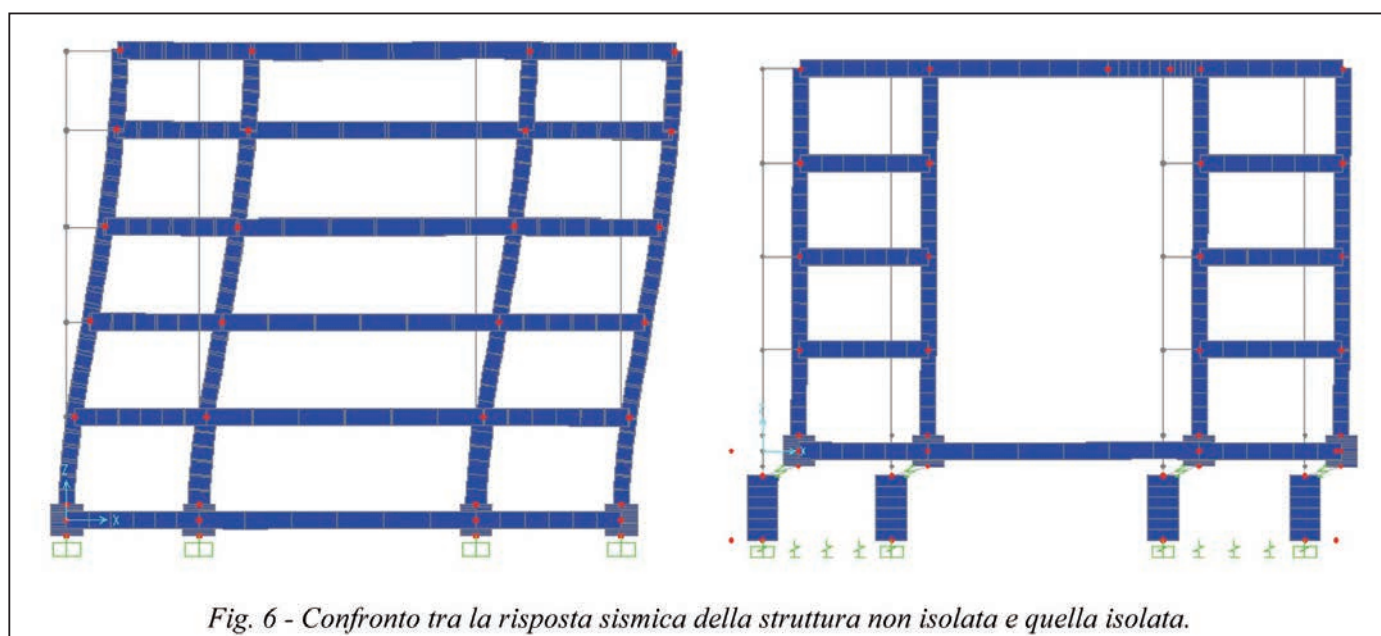 Z
X
X
Fig. 6 - Confronto tra la risposta sismica della struttura non isolata e quella isolata.